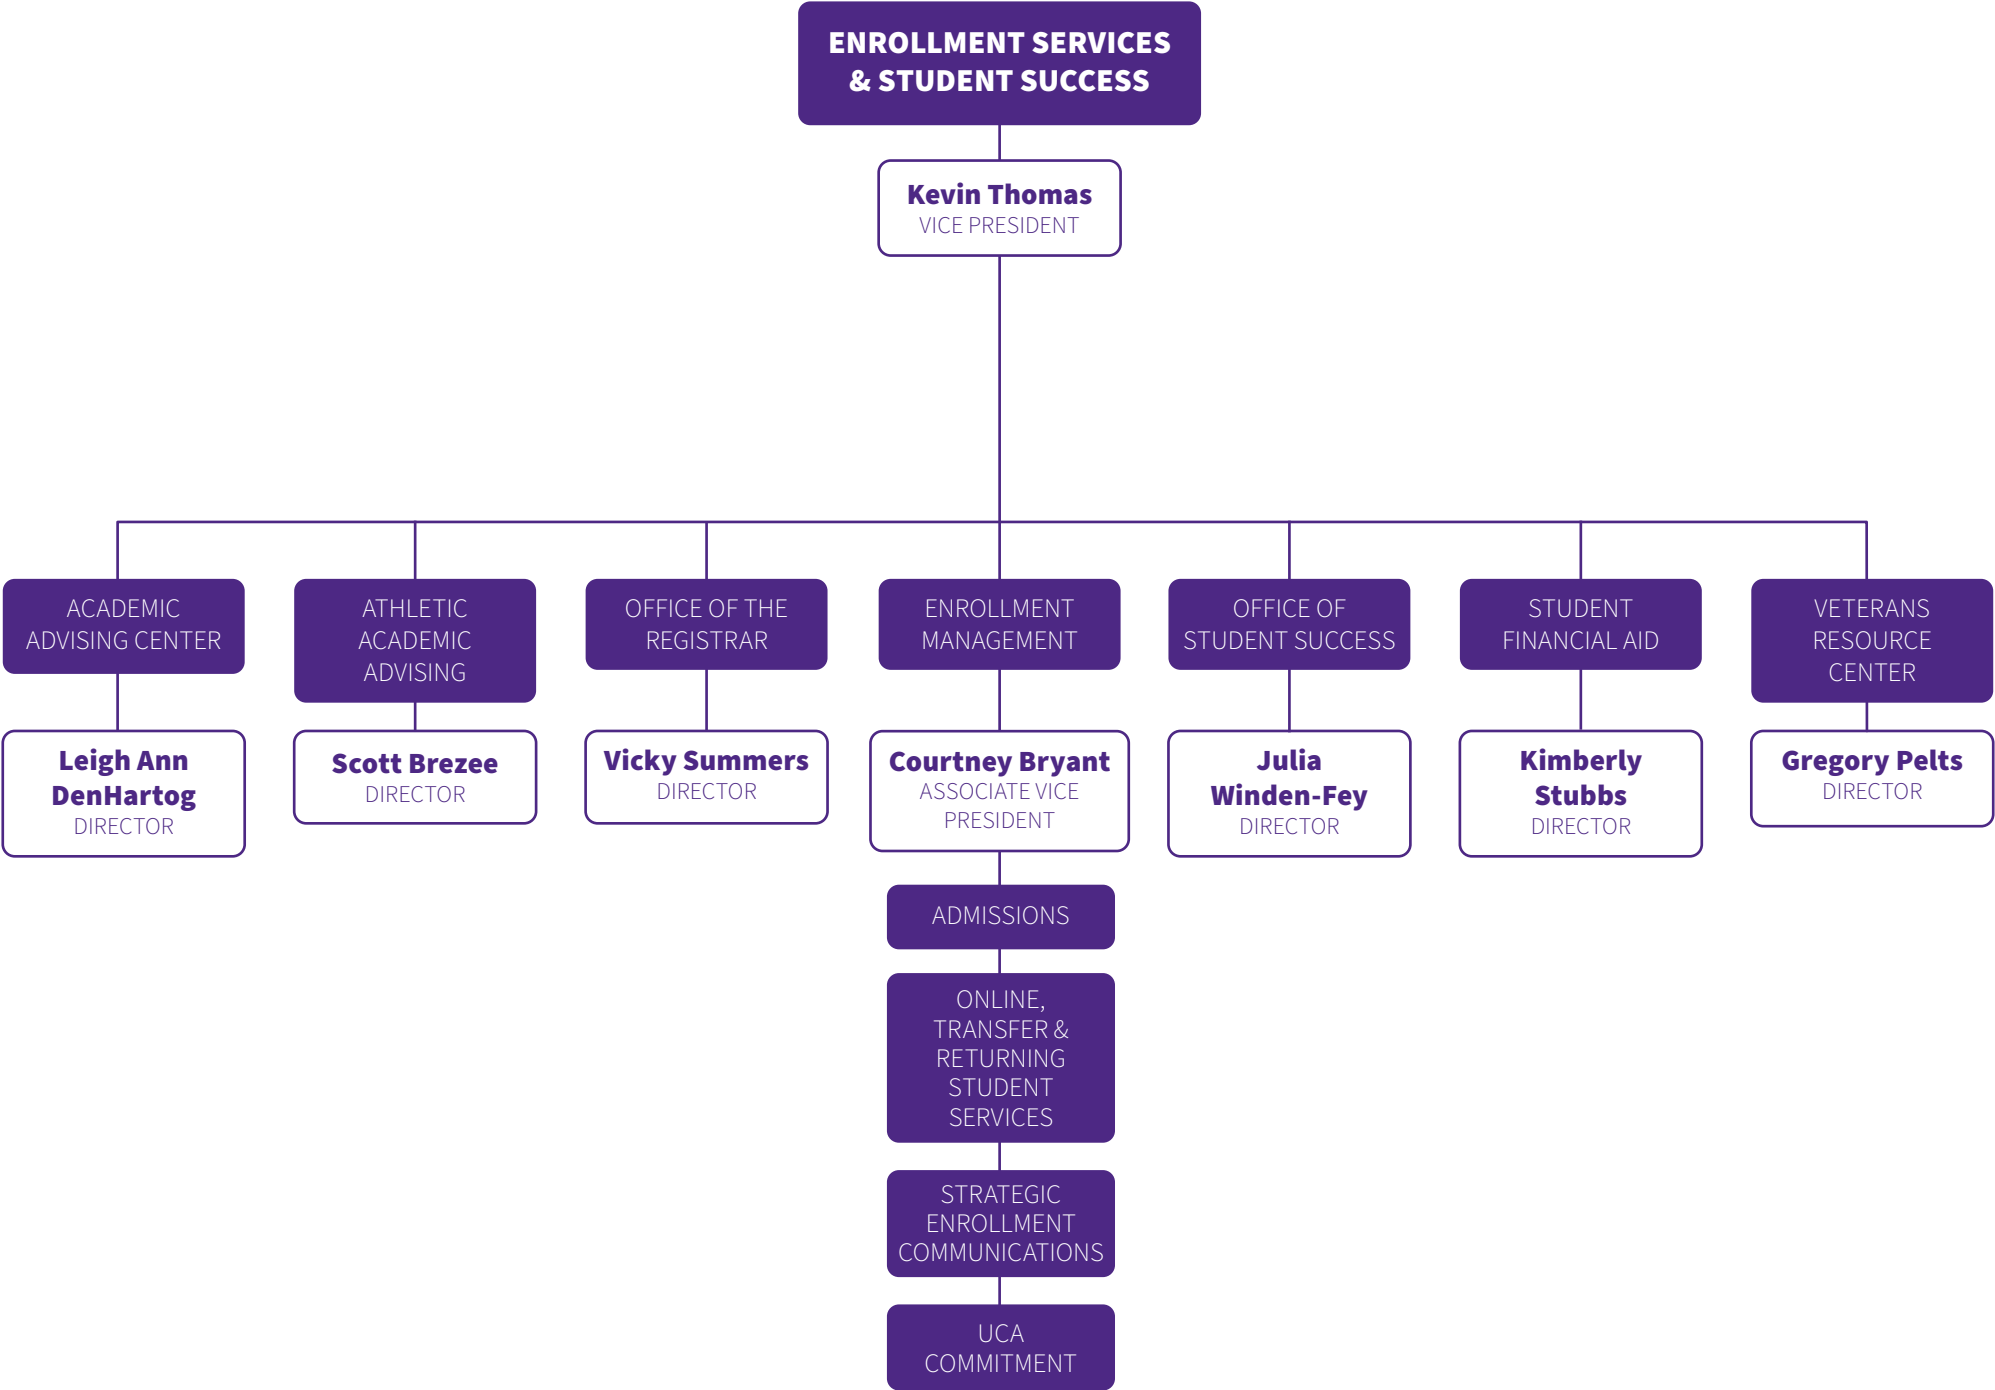 ENROLLMENT SERVICES
& STUDENT SUCCESS
Kevin Thomas
VICE PRESIDENT
ACADEMIC
ADVISING CENTER
Leigh Ann
DenHartog
DIRECTOR
ATHLETIC
ACADEMIC
ADVISING
Scott Brezee
DIRECTOR
OFFICE OF THE
REGISTRAR
Vicky Summers
DIRECTOR
ENROLLMENT
MANAGEMENT
Courtney Bryant
ASSOCIATE VICE
PRESIDENT
ADMISSIONS
ONLINE,
TRANSFER &
RETURNING
STUDENT
SERVICES
STRATEGIC
ENROLLMENT
COMMUNICATIONS
UCA
COMMITMENT
OFFICE OF
STUDENT SUCCESS
Julia
Winden-Fey
DIRECTOR
STUDENT
FINANCIAL AID
Kimberly
Stubbs
DIRECTOR
VETERANS
RESOURCE
CENTER
Gregory Pelts
DIRECTOR